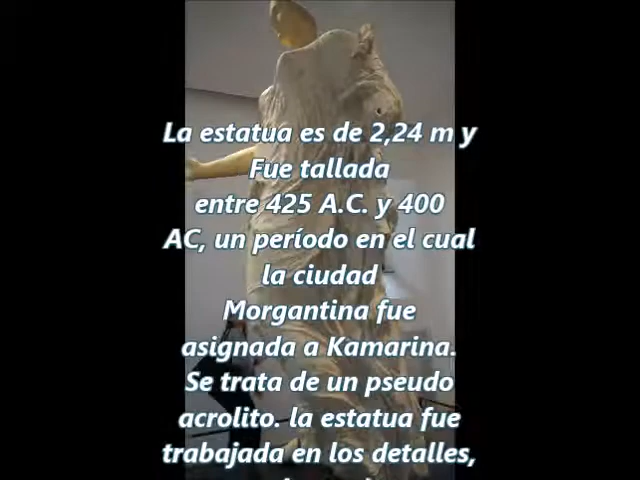 La estatua es de 2,24 m y
Fue tallada
entre 425 A.C. y 400
AC, un período en el cual
la ciudad
Morgantina fue
asignada a Kamarina.
Se trata de un pseudo
acrolito. la estatua fue
trabajada en los detalles,